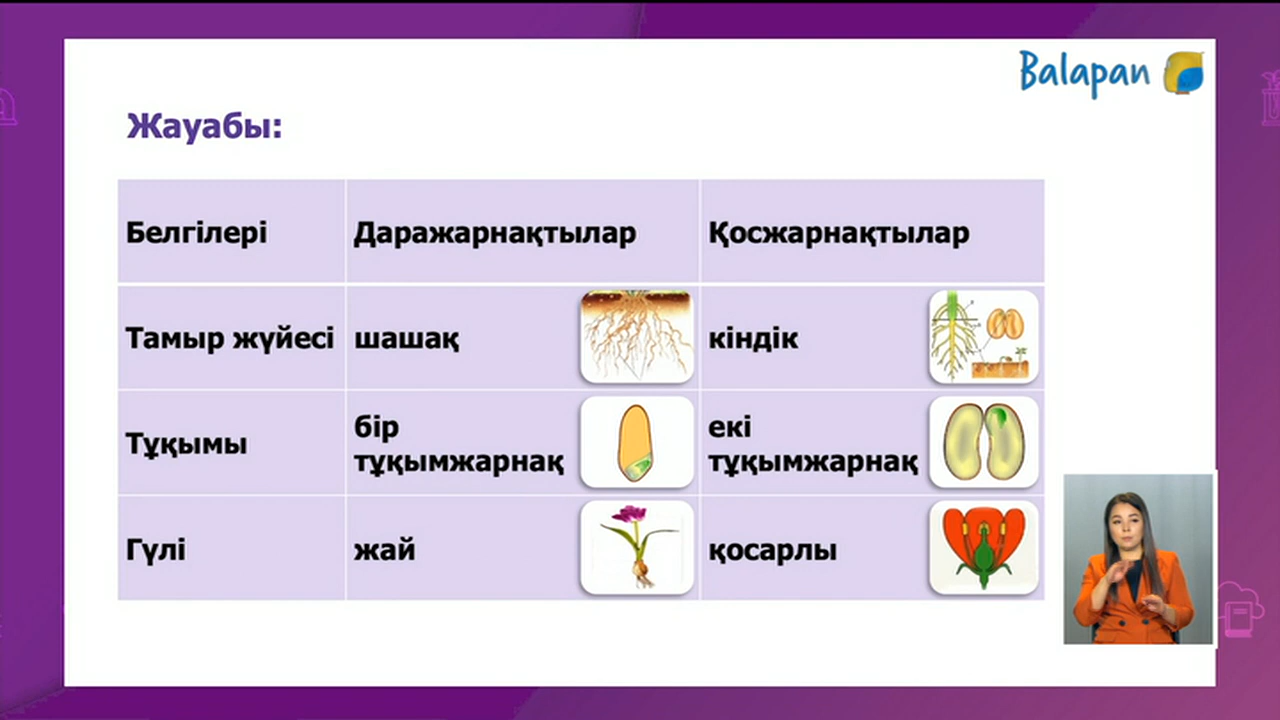 Balapan
Жауабы:
Белгілері Даражарнақтылар Қосжарнақтылар
Тамыр жүйесі шашақ кіндік
Тұқымы бір тұқымжарнақ екі тұқымжарнақ
Гүлі жай қосарлы